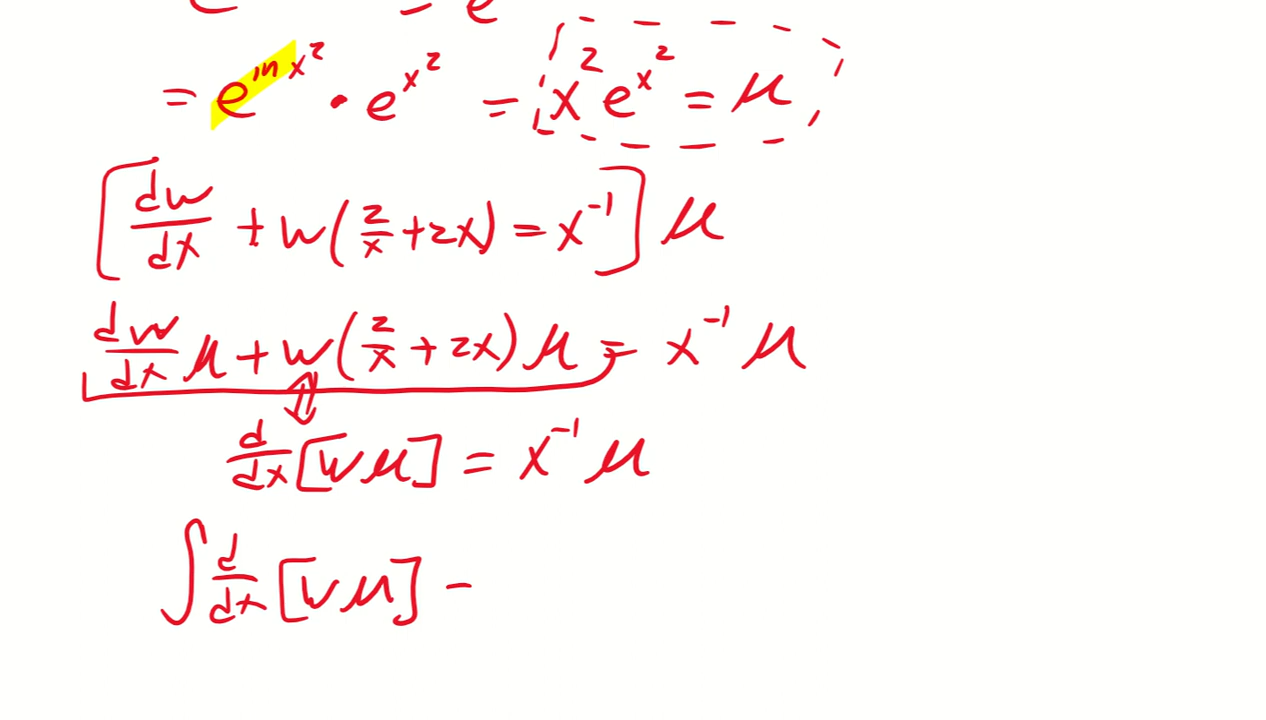 e = e
= e^{ln x^2} · e^{x^2} = x^2 e^{x^2} = μ
[dw/dx + w(2/x + 2x) = x^{-1}] μ
dw/dx μ + w(2/x + 2x) μ = x^{-1} μ
d/dx [wμ] = x^{-1} μ
∫ d/dx [wμ] -